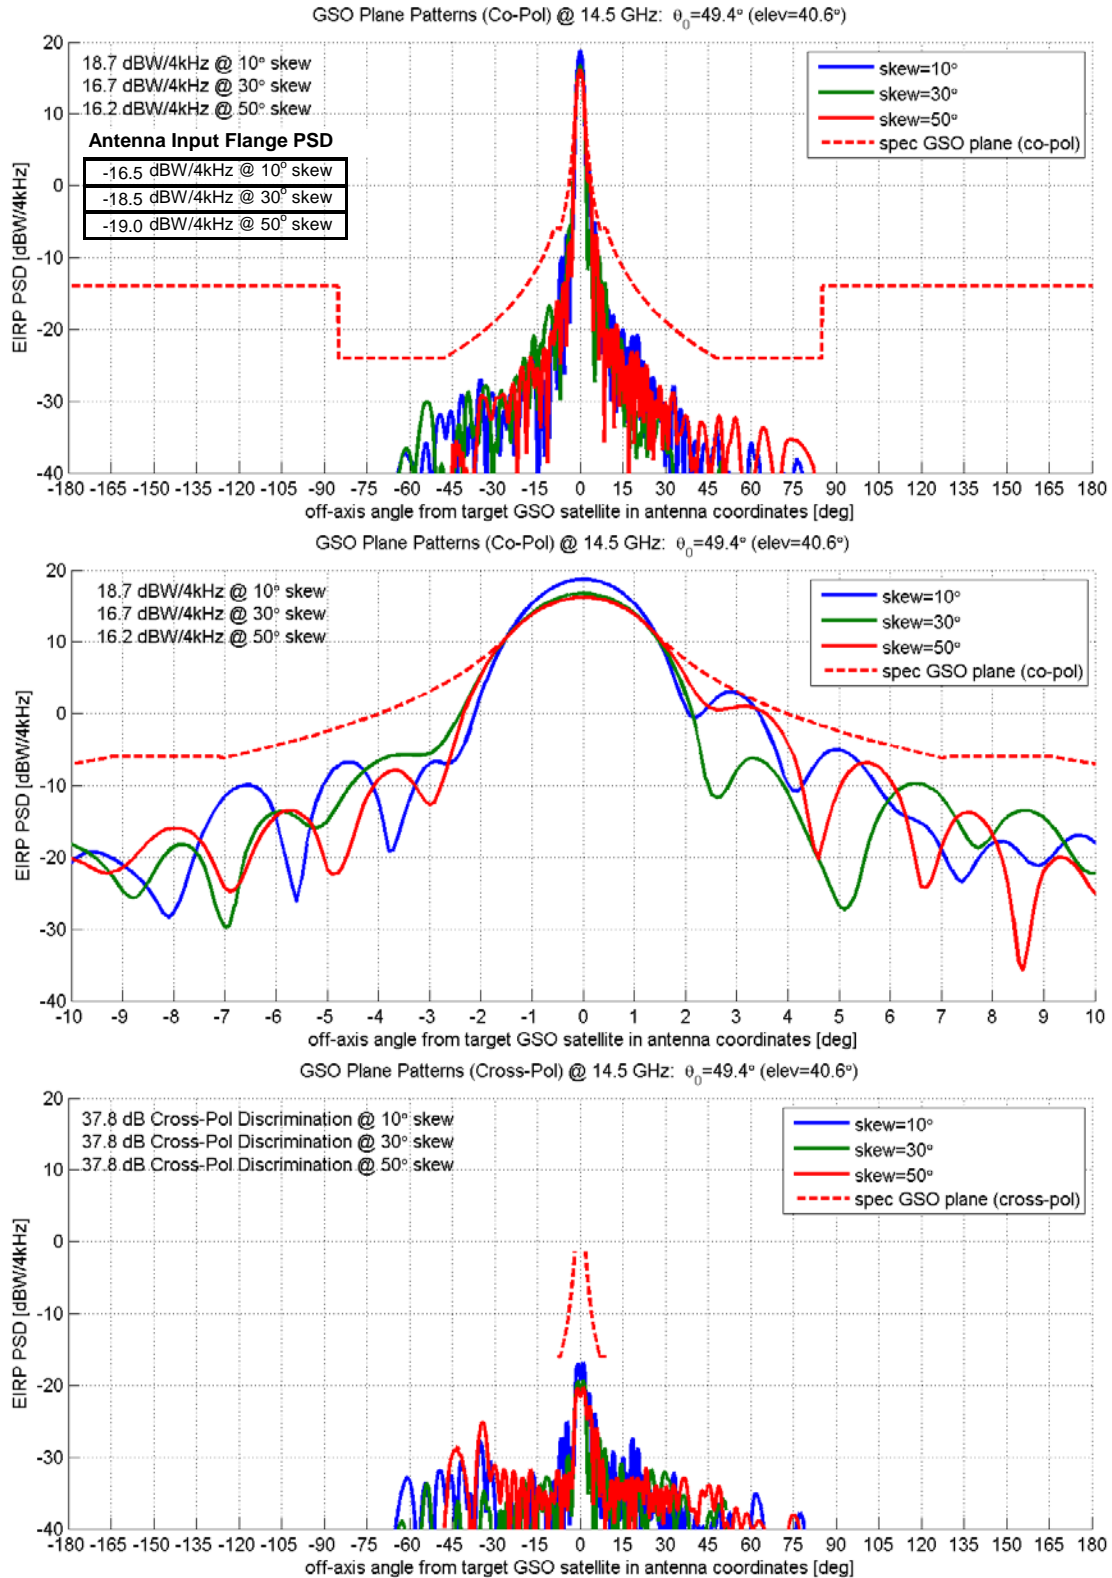 GSO Plane Patterns (Co-Pol) @ 14.5 GHz: θ0=49.4° (elev=40.6°)
18.7 dBW/4kHz @ 10° skew
16.7 dBW/4kHz @ 30° skew
16.2 dBW/4kHz @ 50° skew
Antenna Input Flange PSD
-16.5 dBW/4kHz @ 10° skew
-18.5 dBW/4kHz @ 30° skew
-19.0 dBW/4kHz @ 50° skew
skew=10°
skew=30°
skew=50°
spec GSO plane (co-pol)
EIRP PSD [dBW/4kHz]
20
10
0
-10
-20
-30
-40
-180 -165 -150 -135 -120 -105 -90 -75 -60 -45 -30 -15 0 15 30 45 60 75 90 105 120 135 150 165 180
off-axis angle from target GSO satellite in antenna coordinates [deg]
GSO Plane Patterns (Co-Pol) @ 14.5 GHz: θ0=49.4° (elev=40.6°)
18.7 dBW/4kHz @ 10° skew
16.7 dBW/4kHz @ 30° skew
16.2 dBW/4kHz @ 50° skew
skew=10°
skew=30°
skew=50°
spec GSO plane (co-pol)
EIRP PSD [dBW/4kHz]
20
10
0
-10
-20
-30
-40
-10 -9 -8 -7 -6 -5 -4 -3 -2 -1 0 1 2 3 4 5 6 7 8 9 10
off-axis angle from target GSO satellite in antenna coordinates [deg]
GSO Plane Patterns (Cross-Pol) @ 14.5 GHz: θ0=49.4° (elev=40.6°)
37.8 dB Cross-Pol Discrimination @ 10° skew
37.8 dB Cross-Pol Discrimination @ 30° skew
37.8 dB Cross-Pol Discrimination @ 50° skew
skew=10°
skew=30°
skew=50°
spec GSO plane (cross-pol)
EIRP PSD [dBW/4kHz]
20
10
0
-10
-20
-30
-40
-180 -165 -150 -135 -120 -105 -90 -75 -60 -45 -30 -15 0 15 30 45 60 75 90 105 120 135 150 165 180
off-axis angle from target GSO satellite in antenna coordinates [deg]